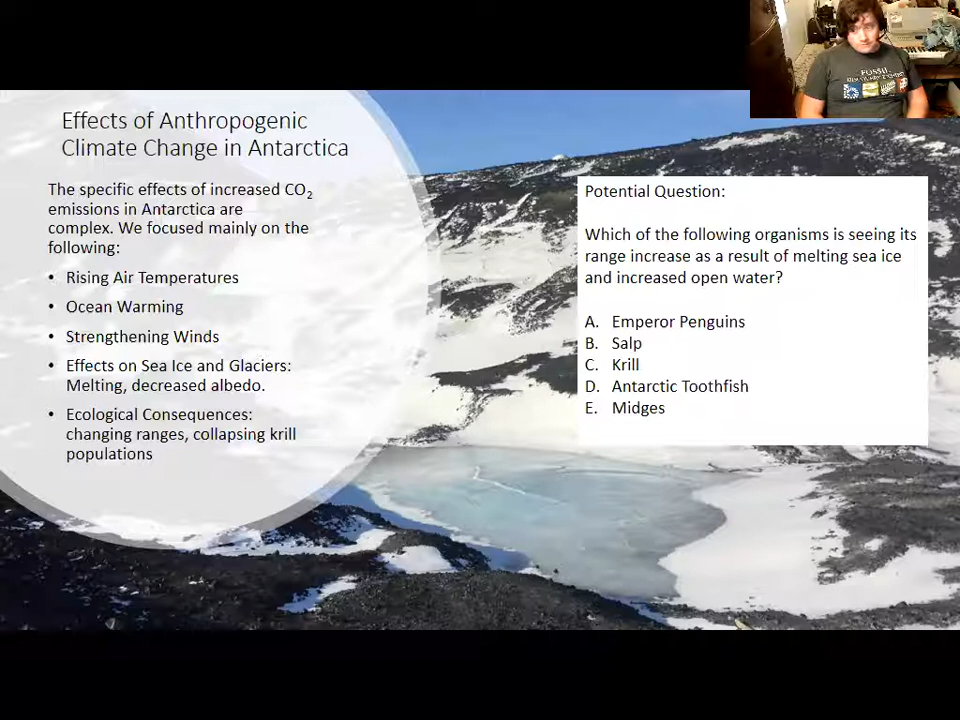 FOSSIL
Effects of Anthropogenic
Climate Change in Antarctica
The specific effects of increased CO₂
emissions in Antarctica are
complex. We focused mainly on the
following:
• Rising Air Temperatures
• Ocean Warming
• Strengthening Winds
• Effects on Sea Ice and Glaciers:
Melting, decreased albedo.
• Ecological Consequences:
changing ranges, collapsing krill
populations
Potential Question:
Which of the following organisms is seeing its
range increase as a result of melting sea ice
and increased open water?
A. Emperor Penguins
B. Salp
C. Krill
D. Antarctic Toothfish
E. Midges